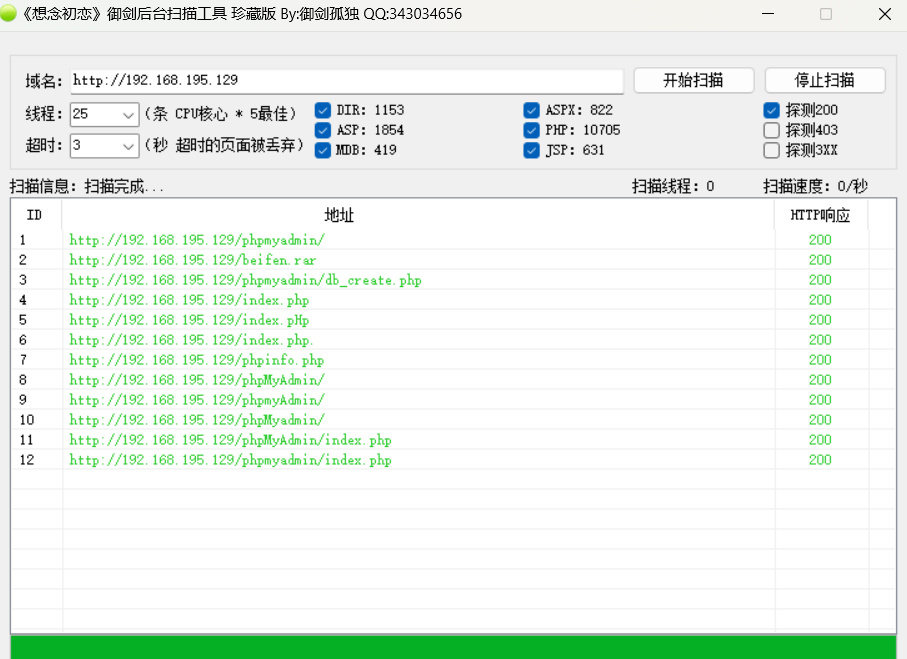 《想念初恋》御剑后台扫描工具 珍藏版 By:御剑孤独 QQ:343034656
域名: http://192.168.195.129 开始扫描 停止扫描
线程: 25 (条 CPU核心 * 5最佳) DIR: 1153 ASPX: 822 探测200
ASP: 1854 PHP: 10705 探测403
超时: 3 (秒 超时的页面被丢弃) MDB: 419 JSP: 631 探测3XX
扫描信息: 扫描完成... 扫描线程: 0 扫描速度: 0/秒
ID 地址 HTTP响应
1 http://192.168.195.129/phpmyadmin/ 200
2 http://192.168.195.129/beifen.rar 200
3 http://192.168.195.129/phpmyadmin/db_create.php 200
4 http://192.168.195.129/index.php 200
5 http://192.168.195.129/index.pHp 200
6 http://192.168.195.129/index.php. 200
7 http://192.168.195.129/phpinfo.php 200
8 http://192.168.195.129/phpMyAdmin/ 200
9 http://192.168.195.129/phpmyAdmin/ 200
10 http://192.168.195.129/phpMyadmin/ 200
11 http://192.168.195.129/phpMyAdmin/index.php 200
12 http://192.168.195.129/phpmyadmin/index.php 200